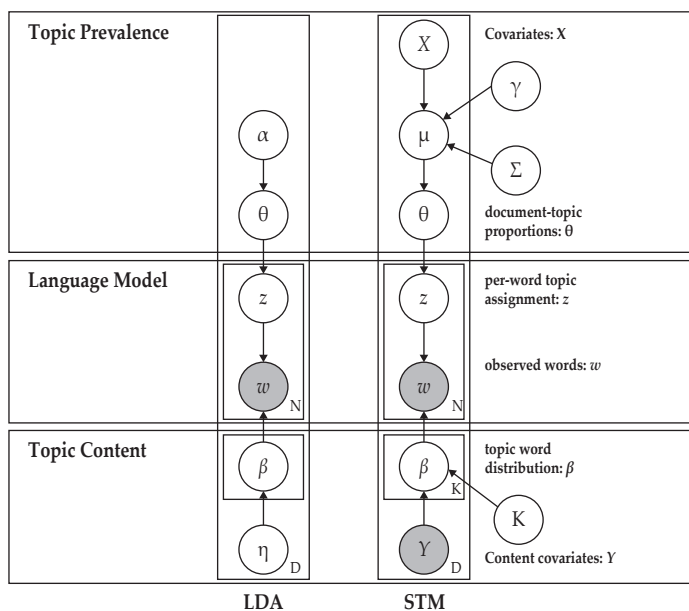 Topic Prevalence
X
Covariates: X
γ
α
μ
Σ
θ
θ
document-topic
proportions: θ
Language Model
z
z
per-word topic
assignment: z
w
w
observed words: w
N
N
Topic Content
β
β
topic word
distribution: β
K
K
η
Y
Content covariates: Y
D
D
LDA
STM